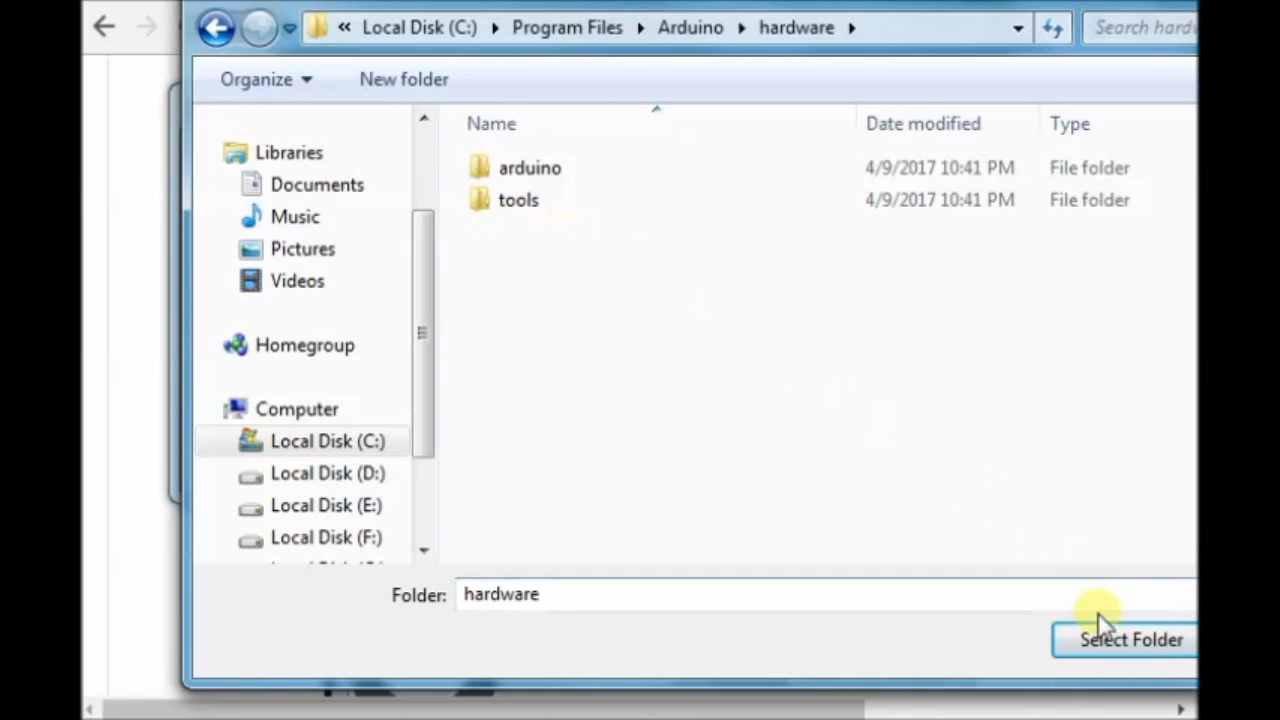 « Local Disk (C:) Program Files Arduino hardware Search hardw
Organize New folder
Name Date modified Type
arduino 4/9/2017 10:41 PM File folder
tools 4/9/2017 10:41 PM File folder
Libraries
Documents
Music
Pictures
Videos
Homegroup
Computer
Local Disk (C:)
Local Disk (D:)
Local Disk (E:)
Local Disk (F:)
Folder: hardware
Select Folder